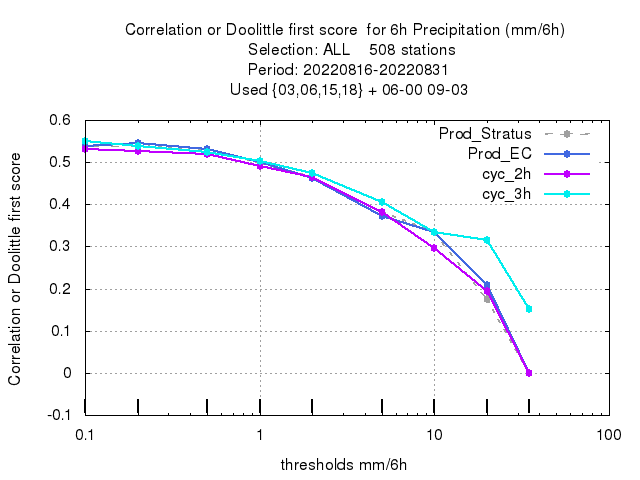 Correlation or Doolittle first score  for 6h Precipitation (mm/6h)
Selection: ALL    508 stations
Period: 20220816-20220831
Used {03,06,15,18} + 06-00 09-03
Prod_Stratus
Prod_EC
cyc_2h
cyc_3h
0.6
0.5
0.4
0.3
0.2
0.1
0
-0.1
Correlation or Doolittle first score
0.1 1 10 100
thresholds mm/6h